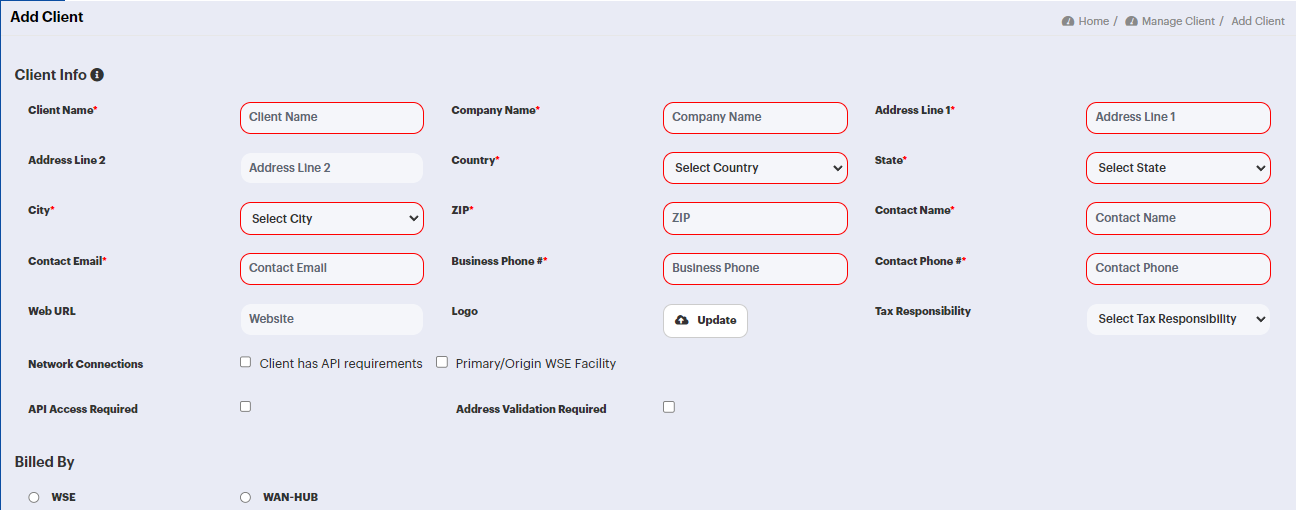 Add Client
Home / Manage Client / Add Client
Client Info
Client Name* Client Name Company Name* Company Name Address Line 1* Address Line 1
Address Line 2 Address Line 2 Country* Select Country State* Select State
City* Select City ZIP* ZIP Contact Name* Contact Name
Contact Email* Contact Email Business Phone #* Business Phone Contact Phone #* Contact Phone
Web URL Website Logo Update Tax Responsibility Select Tax Responsibility
Network Connections Client has API requirements Primary/Origin WSE Facility
API Access Required Address Validation Required
Billed By
WSE WAN-HUB